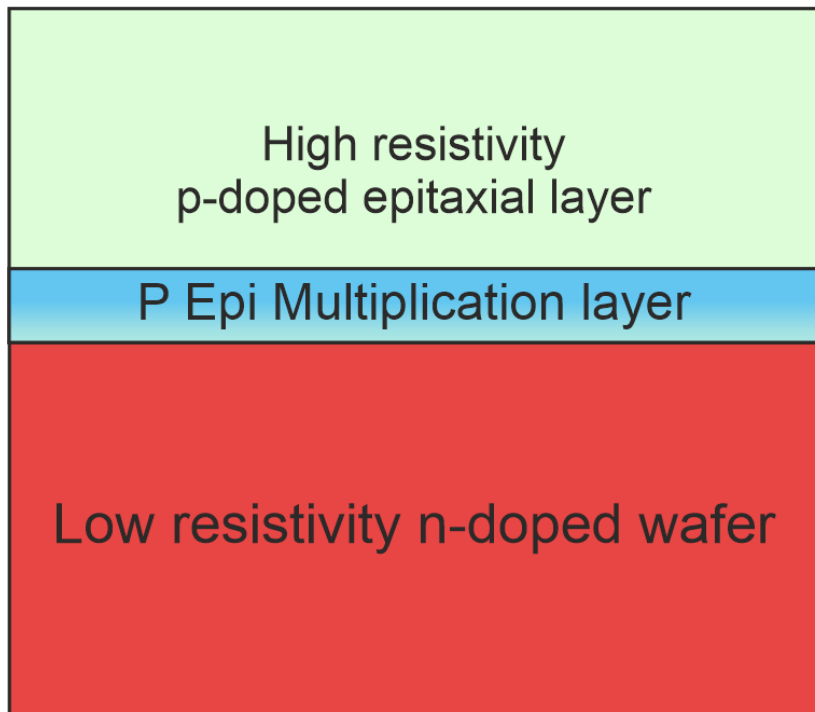 High resistivity
p-doped epitaxial layer
P Epi Multiplication layer
Low resistivity n-doped wafer